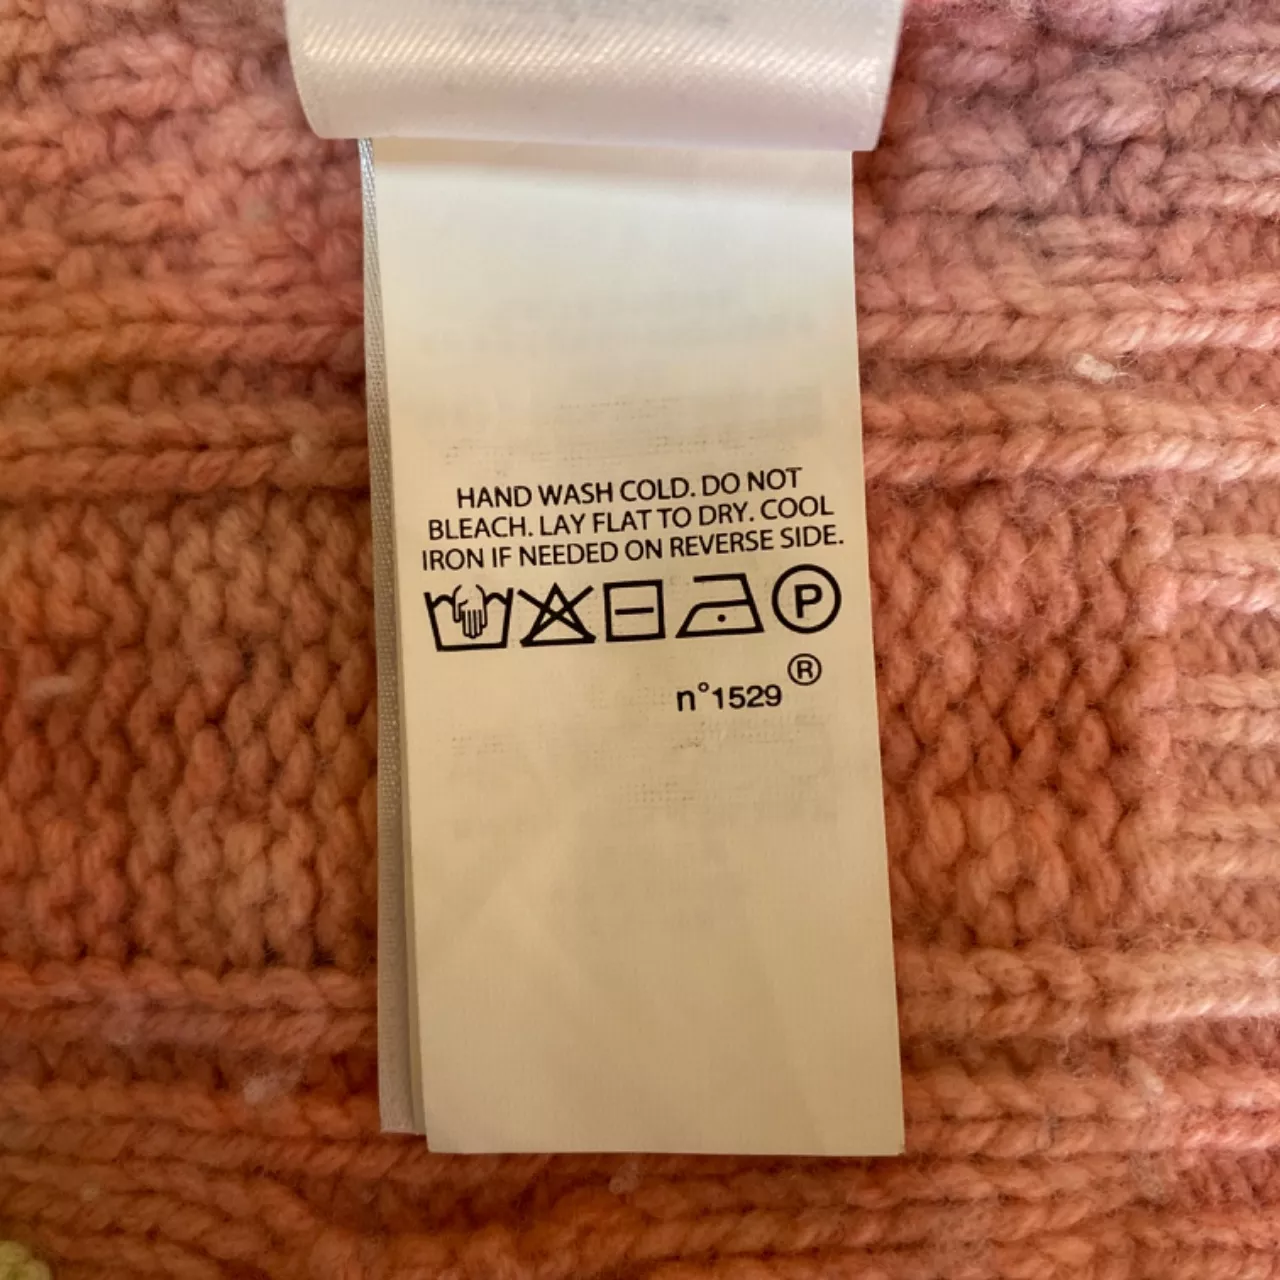 HAND WASH COLD. DO NOT
BLEACH. LAY FLAT TO DRY. COOL
IRON IF NEEDED ON REVERSE SIDE.
P
n°1529 ®